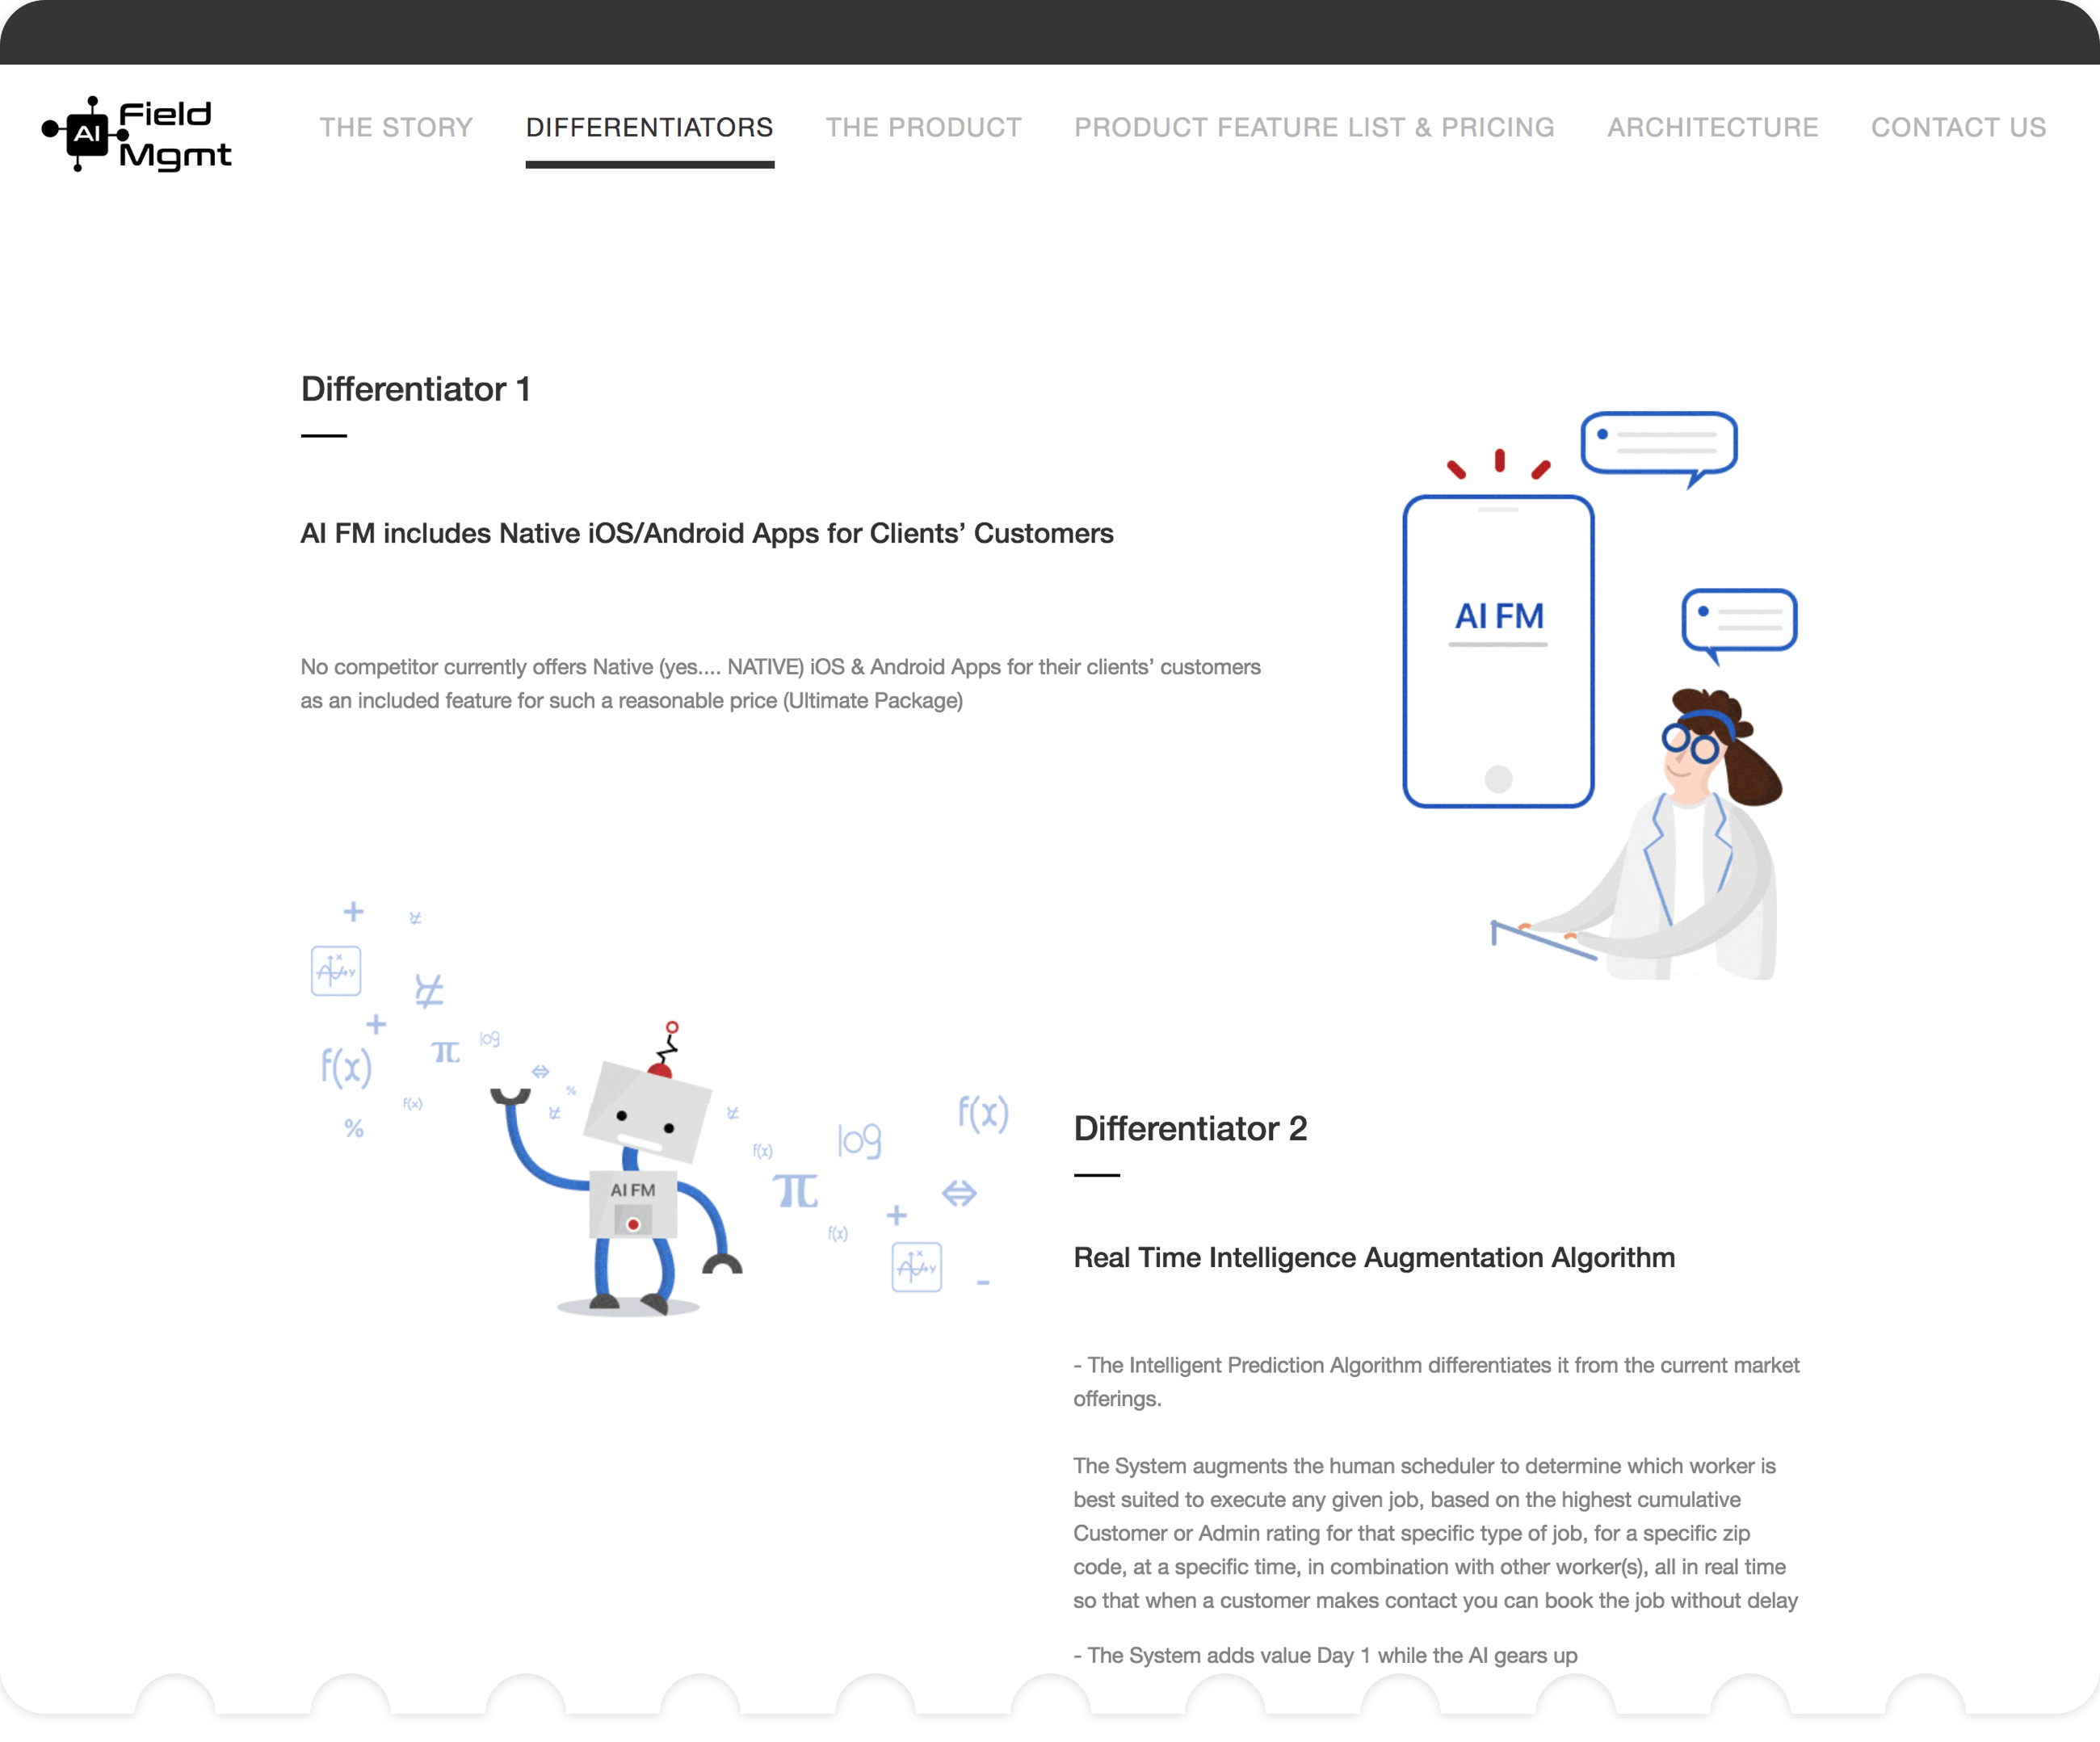 AI Field Mgmt
THE STORY DIFFERENTIATORS THE PRODUCT PRODUCT FEATURE LIST & PRICING ARCHITECTURE CONTACT US
Differentiator 1
AI FM includes Native iOS/Android Apps for Clients’ Customers
No competitor currently offers Native (yes.... NATIVE) iOS & Android Apps for their clients’ customers
as an included feature for such a reasonable price (Ultimate Package)
AI FM
+
x y
+
f(x) π log
f(x) %
%
AI FM
f(x) log f(x)
π
f(x) +
x y -
Differentiator 2
Real Time Intelligence Augmentation Algorithm
- The Intelligent Prediction Algorithm differentiates it from the current market
offerings.
The System augments the human scheduler to determine which worker is
best suited to execute any given job, based on the highest cumulative
Customer or Admin rating for that specific type of job, for a specific zip
code, at a specific time, in combination with other worker(s), all in real time
so that when a customer makes contact you can book the job without delay
- The System adds value Day 1 while the AI gears up